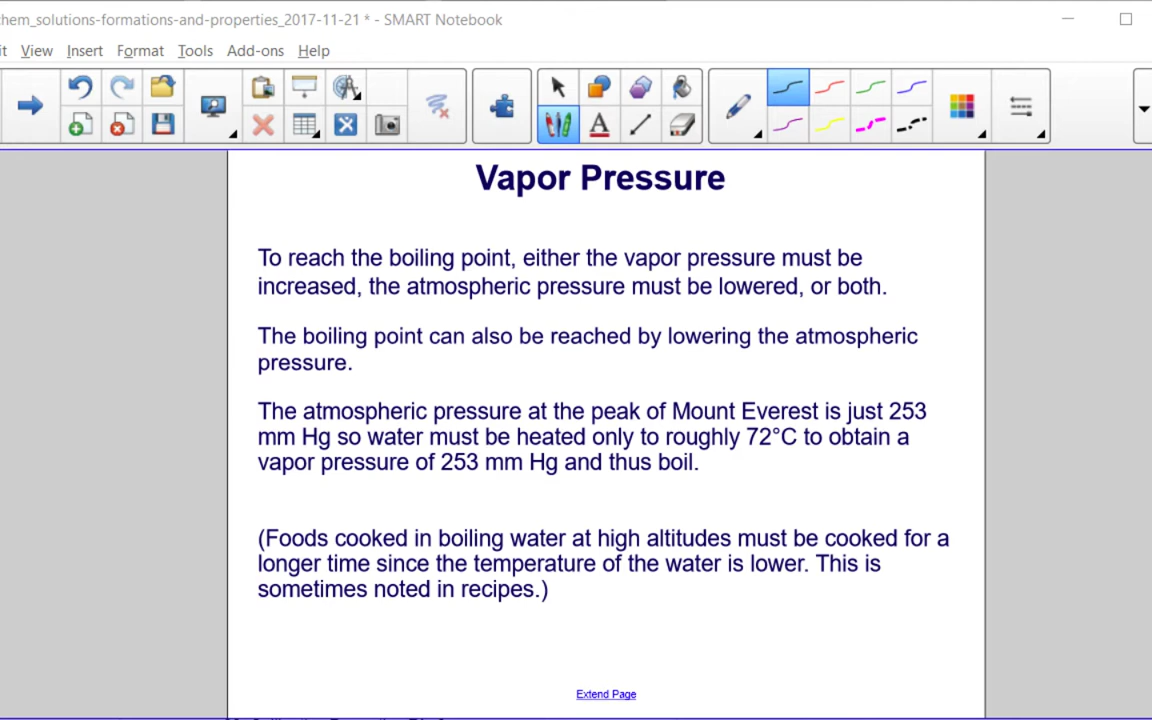 hem_solutions-formations-and-properties_2017-11-21 * - SMART Notebook
it View Insert Format Tools Add-ons Help
Vapor Pressure
To reach the boiling point, either the vapor pressure must be
increased, the atmospheric pressure must be lowered, or both.
The boiling point can also be reached by lowering the atmospheric
pressure.
The atmospheric pressure at the peak of Mount Everest is just 253
mm Hg so water must be heated only to roughly 72°C to obtain a
vapor pressure of 253 mm Hg and thus boil.
(Foods cooked in boiling water at high altitudes must be cooked for a
longer time since the temperature of the water is lower. This is
sometimes noted in recipes.)
Extend Page